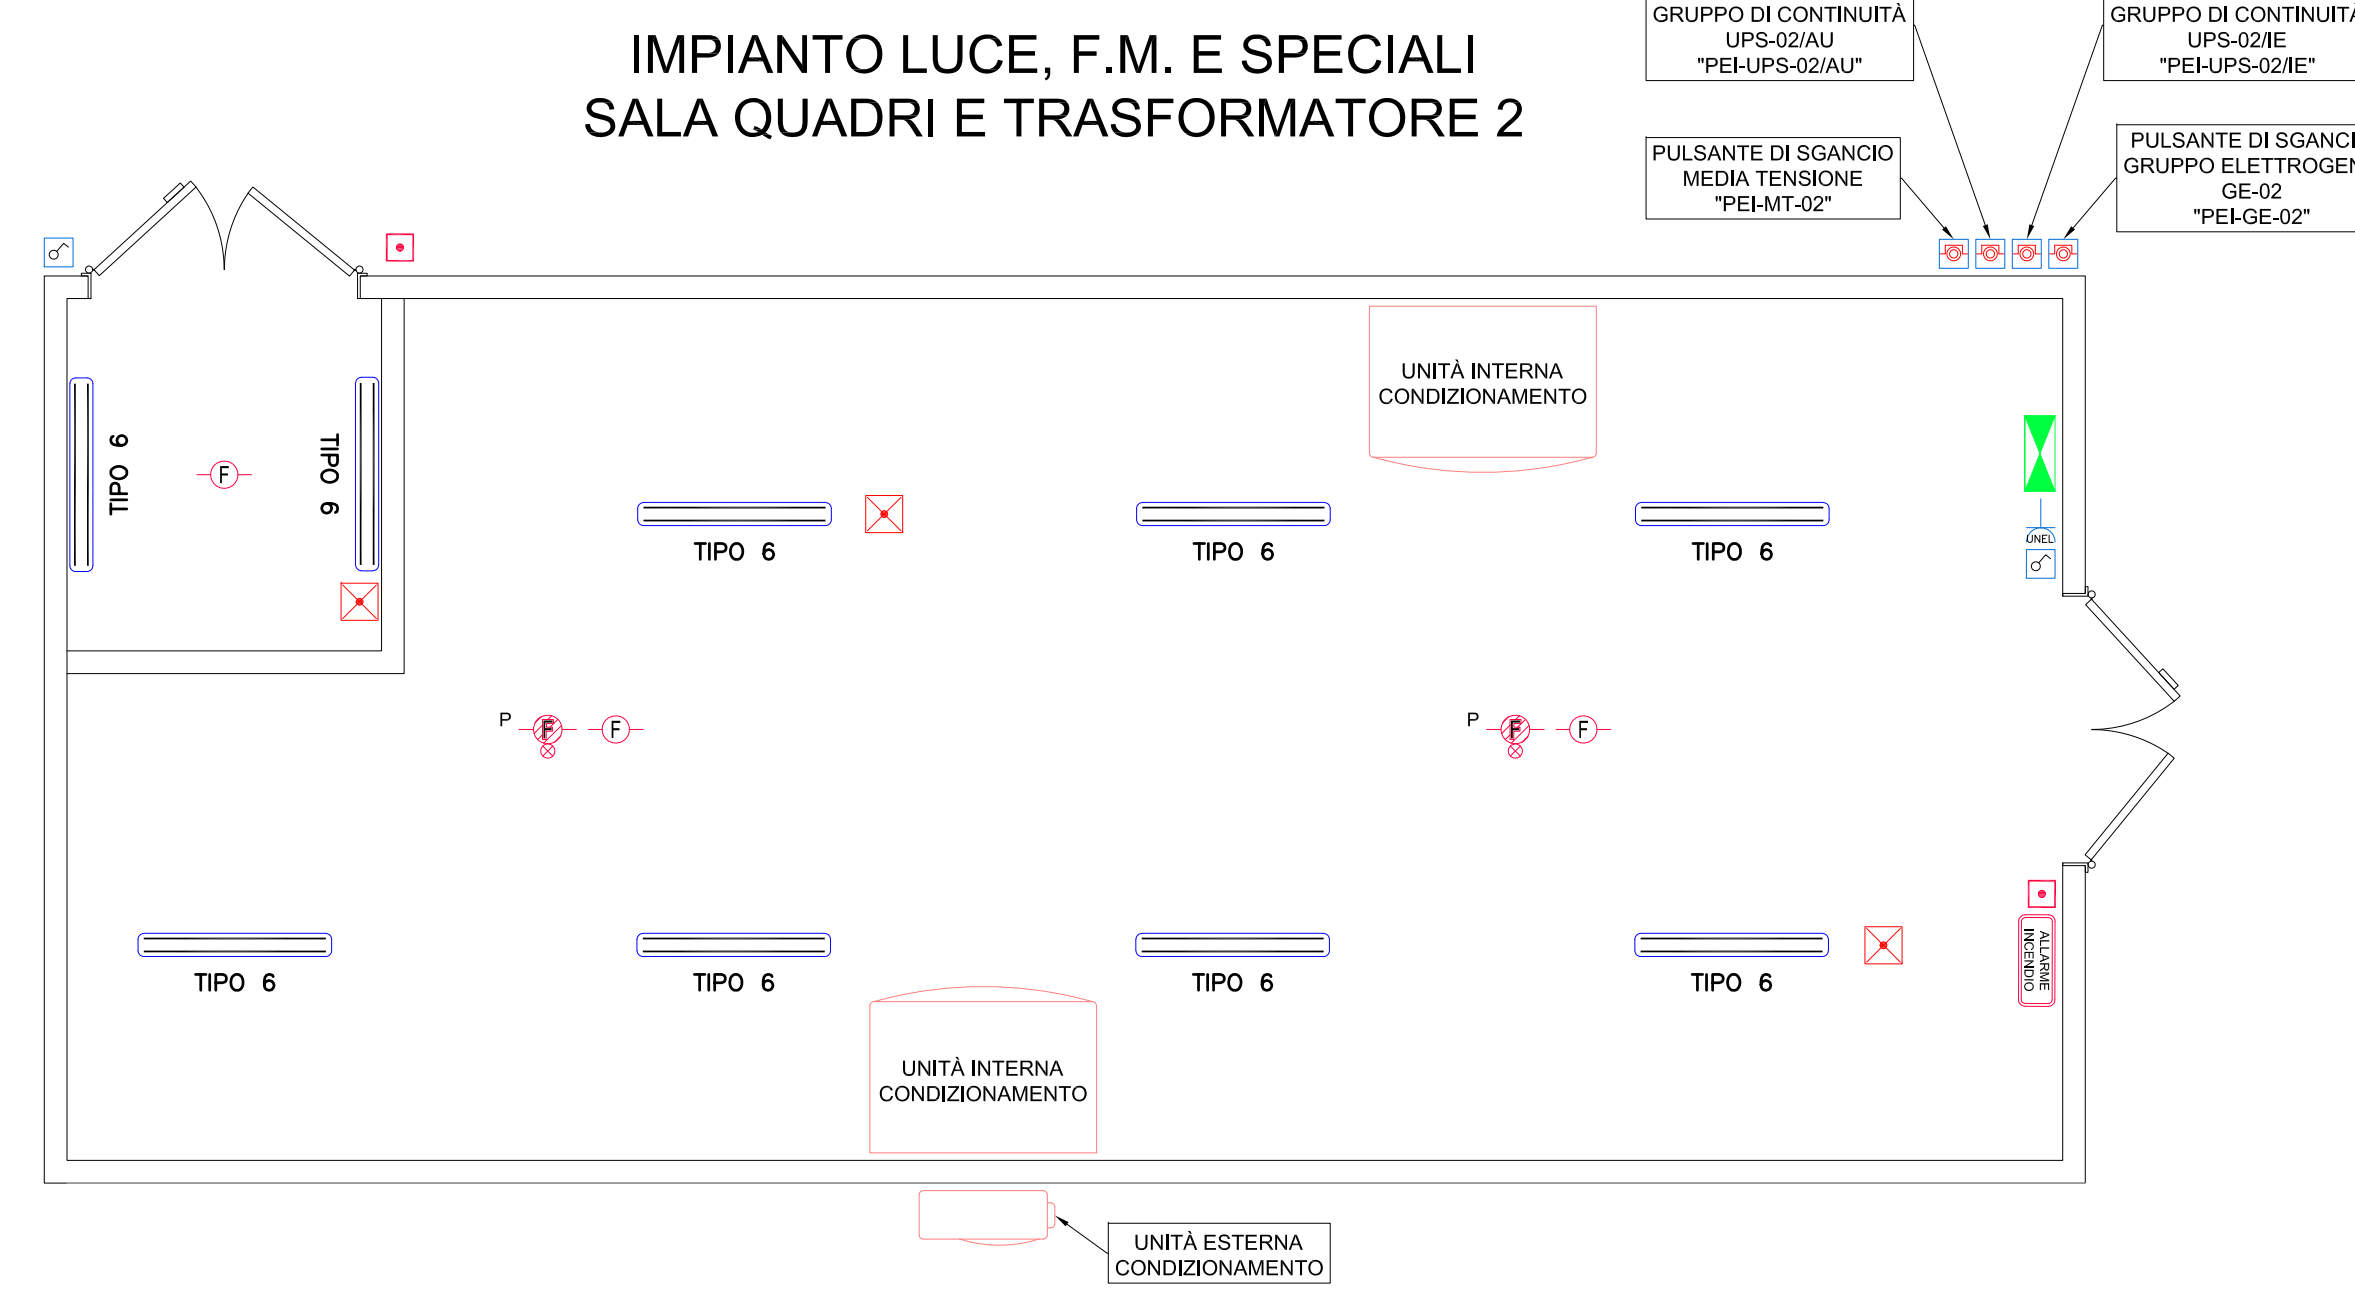 IMPIANTO LUCE, F.M. E SPECIALI
SALA QUADRI E TRASFORMATORE 2
GRUPPO DI CONTINUITÀ
UPS-02/AU
"PEI-UPS-02/AU"
GRUPPO DI CONTINUITÀ
UPS-02/IE
"PEI-UPS-02/IE"
PULSANTE DI SGANCIO
MEDIA TENSIONE
"PEI-MT-02"
PULSANTE DI SGANCI
GRUPPO ELETTROGEN
GE-02
"PEI-GE-02"
UNITÀ INTERNA
CONDIZIONAMENTO
TIPO 6
F
TIPO 6
TIPO 6
TIPO 6
TIPO 6
UNEL
P
F
F
P
F
F
TIPO 6
TIPO 6
TIPO 6
TIPO 6
ALLARME
INCENDIO
UNITÀ INTERNA
CONDIZIONAMENTO
UNITÀ ESTERNA
CONDIZIONAMENTO